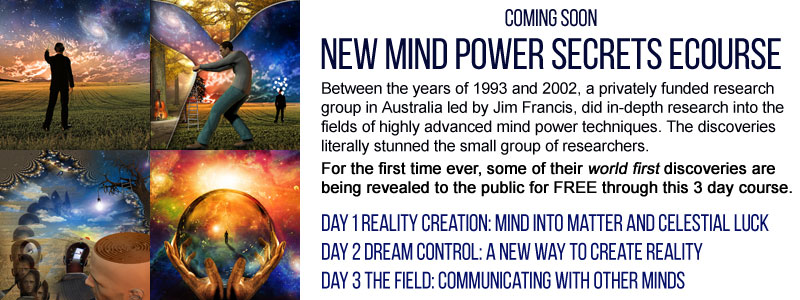 COMING SOON
NEW MIND POWER SECRETS ECOURSE
Between the years of 1993 and 2002, a privately funded research
group in Australia led by Jim Francis, did in-depth research into the
fields of highly advanced mind power techniques. The discoveries
literally stunned the small group of researchers.
For the first time ever, some of their world first discoveries are
being revealed to the public for FREE through this 3 day course.
DAY 1 REALITY CREATION: MIND INTO MATTER AND CELESTIAL LUCK
DAY 2 DREAM CONTROL: A NEW WAY TO CREATE REALITY
DAY 3 THE FIELD: COMMUNICATING WITH OTHER MINDS